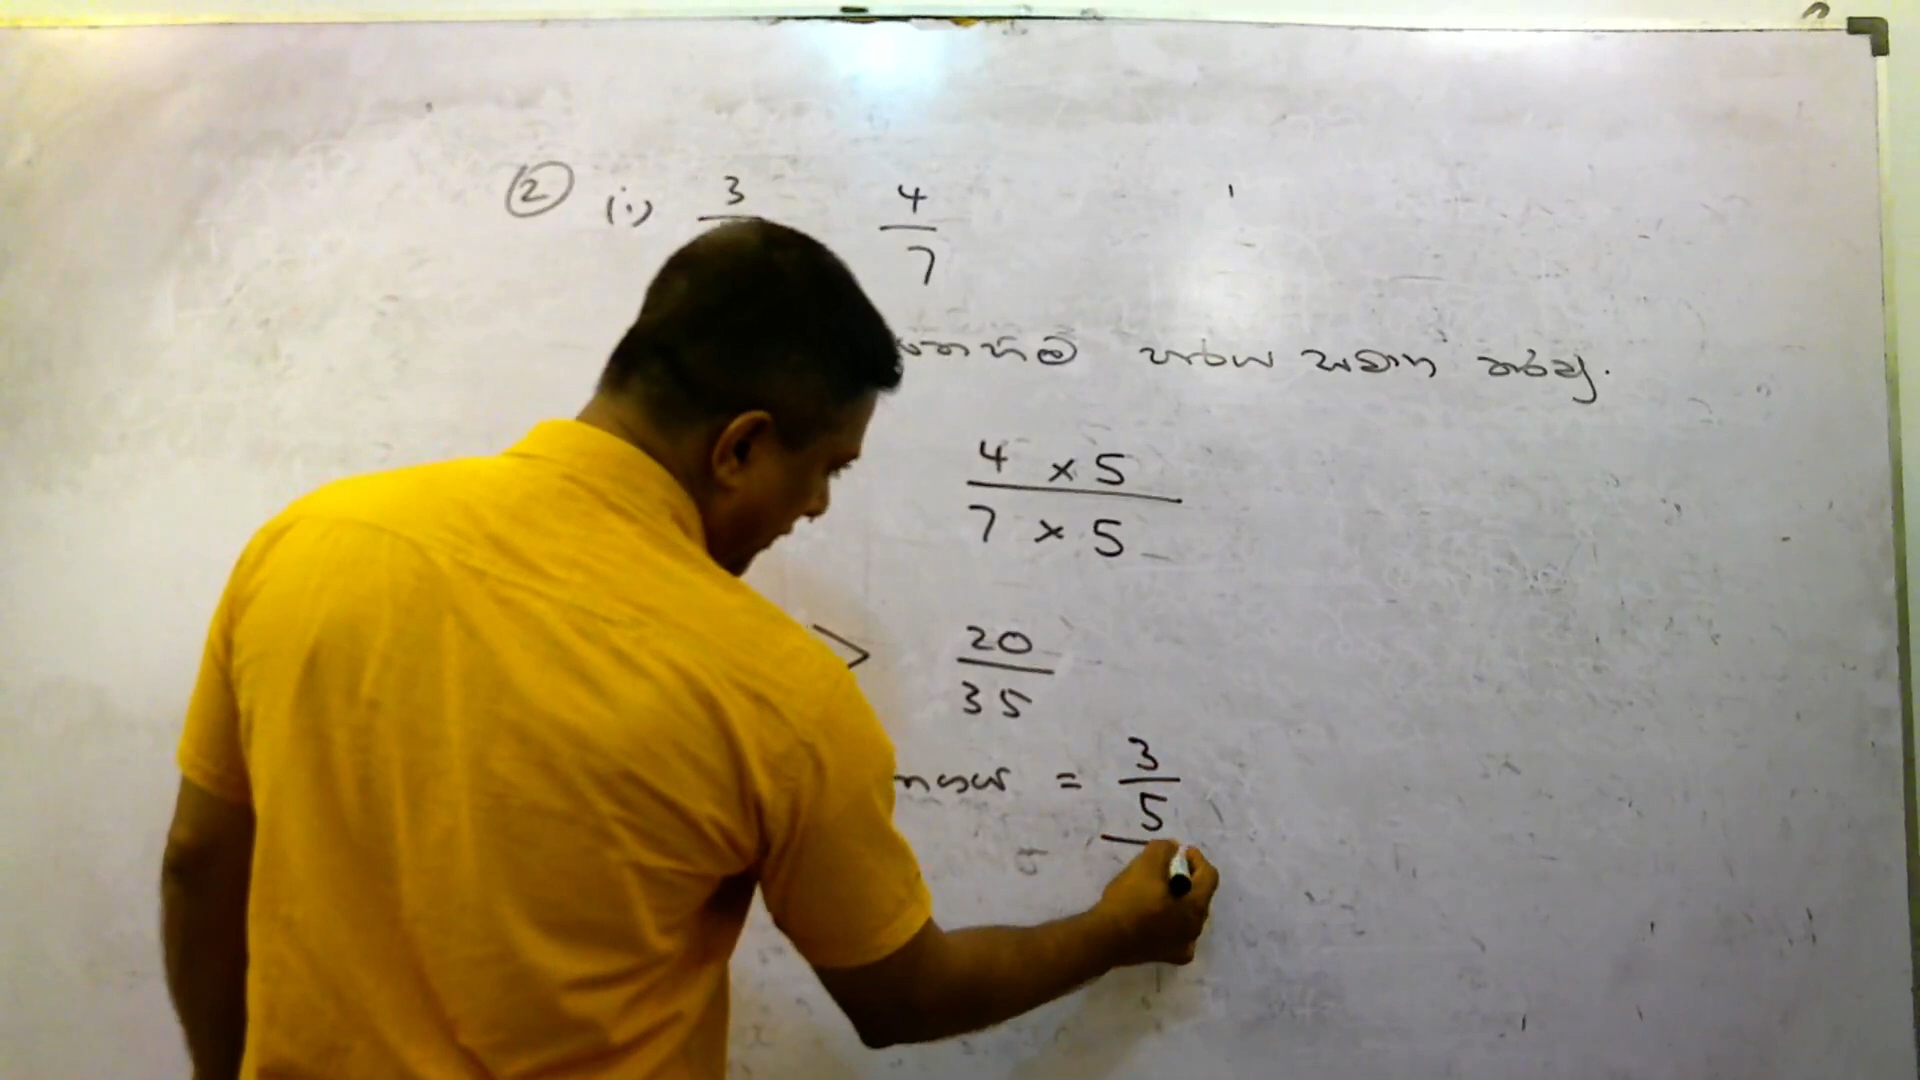 ② (i) 3/ 4/7
හරය සමාන කරමු.
4 × 5
7 × 5
> 20/35
= 3/5